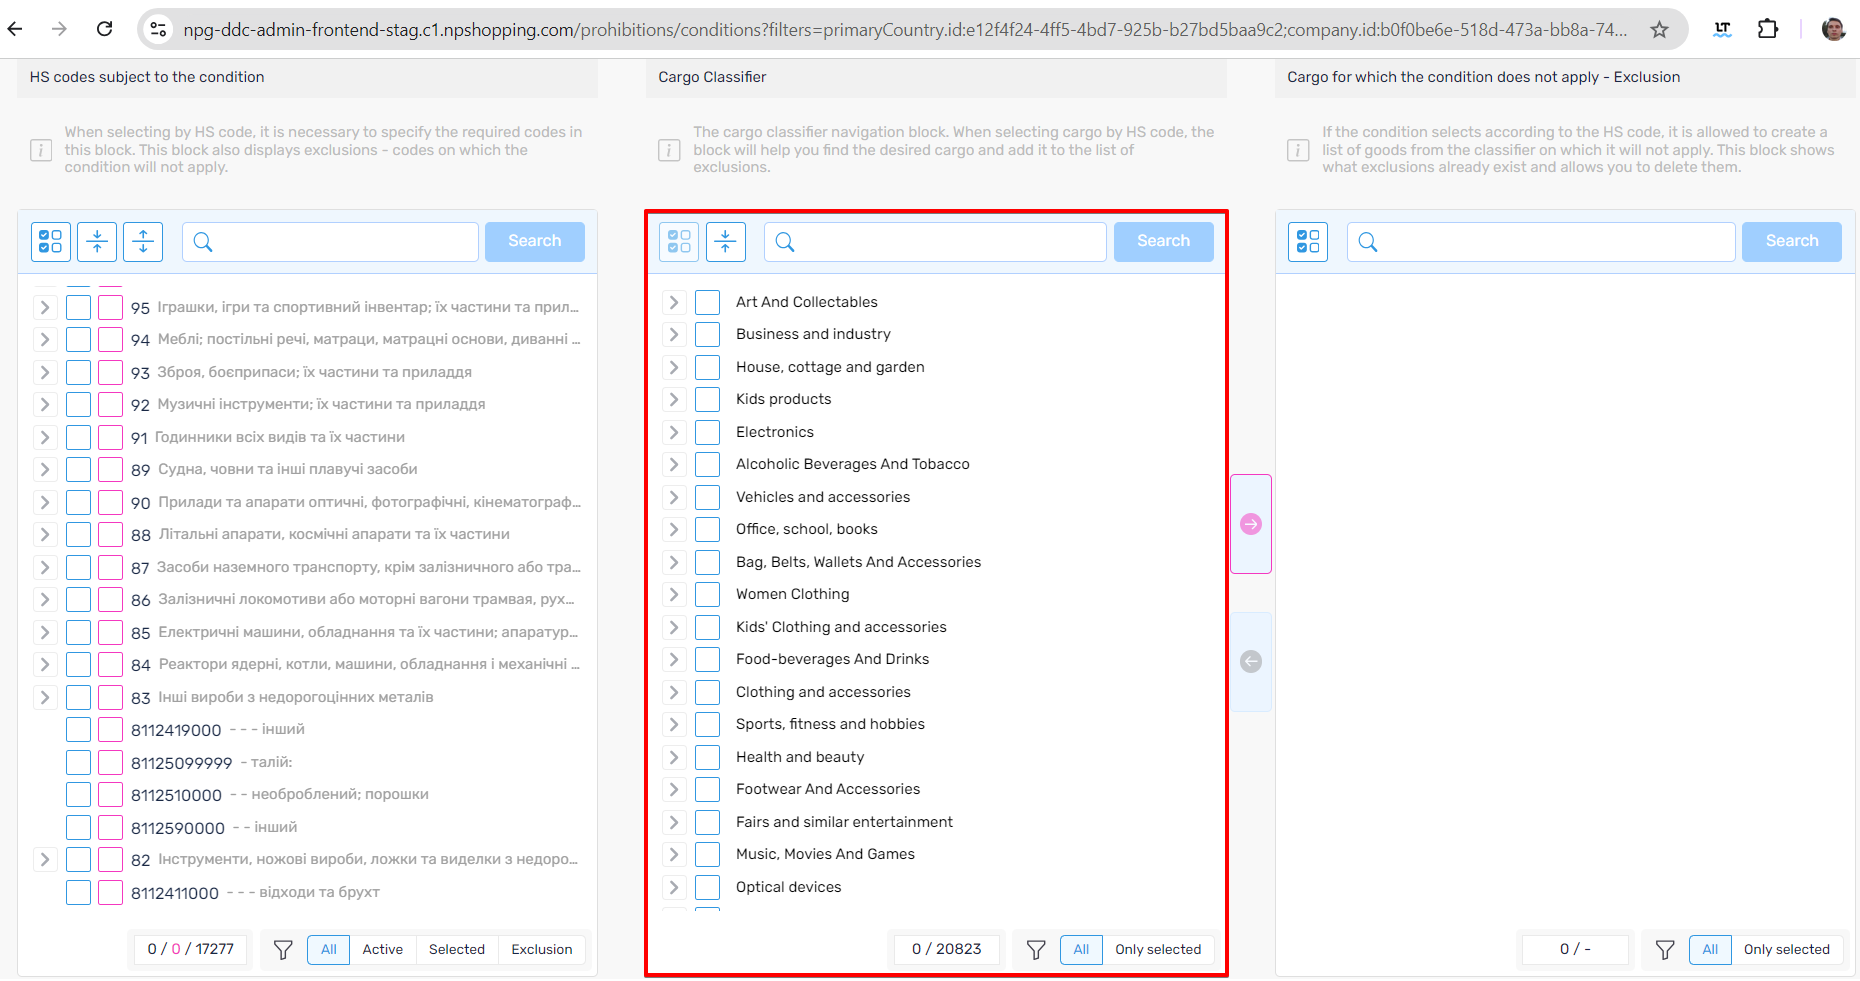 npg-ddc-admin-frontend-stag.c1.npshopping.com/prohibitions/conditions?filters=primaryCountry.id:e12f4f24-4ff5-4bd7-925b-b27bd5baa9c2;company.id:b0f0be6e-518d-473a-bb8a-74...
LT
HS codes subject to the condition
When selecting by HS code, it is necessary to specify the required codes in
this block. This block also displays exclusions - codes on which the
condition will not apply.
Search
95 Іграшки, ігри та спортивний інвентар; їх частини та прил...
94 Меблі; постільні речі, матраци, матрацні основи, диванні ...
93 Зброя, боєприпаси; їх частини та приладдя
92 Музичні інструменти; їх частини та приладдя
91 Годинники всіх видів та їх частини
89 Судна, човни та інші плавучі засоби
90 Прилади та апарати оптичні, фотографічні, кінематограф...
88 Літальні апарати, космічні апарати та їх частини
87 Засоби наземного транспорту, крім залізничного або тра...
86 Залізничні локомотиви або моторні вагони трамвая, рух...
85 Електричні машини, обладнання та їх частини; апаратур...
84 Реактори ядерні, котли, машини, обладнання і механічні ...
83 Інші вироби з недорогоцінних металів
8112419000 - - - інший
81125099999 - талій:
8112510000 - - необроблений; порошки
8112590000 - - інший
82 Інструменти, ножові вироби, ложки та виделки з недоро...
8112411000 - - - відходи та брухт
0 / 0 / 17277
All Active Selected Exclusion
Cargo Classifier
The cargo classifier navigation block. When selecting cargo by HS code, the
block will help you find the desired cargo and add it to the list of
exclusions.
Search
Art And Collectables
Business and industry
House, cottage and garden
Kids products
Electronics
Alcoholic Beverages And Tobacco
Vehicles and accessories
Office, school, books
Bag, Belts, Wallets And Accessories
Women Clothing
Kids' Clothing and accessories
Food-beverages And Drinks
Clothing and accessories
Sports, fitness and hobbies
Health and beauty
Footwear And Accessories
Fairs and similar entertainment
Music, Movies And Games
Optical devices
0 / 20823
All Only selected
Cargo for which the condition does not apply - Exclusion
If the condition selects according to the HS code, it is allowed to create a
list of goods from the classifier on which it will not apply. This block shows
what exclusions already exist and allows you to delete them.
Search
0 / -
All Only selected